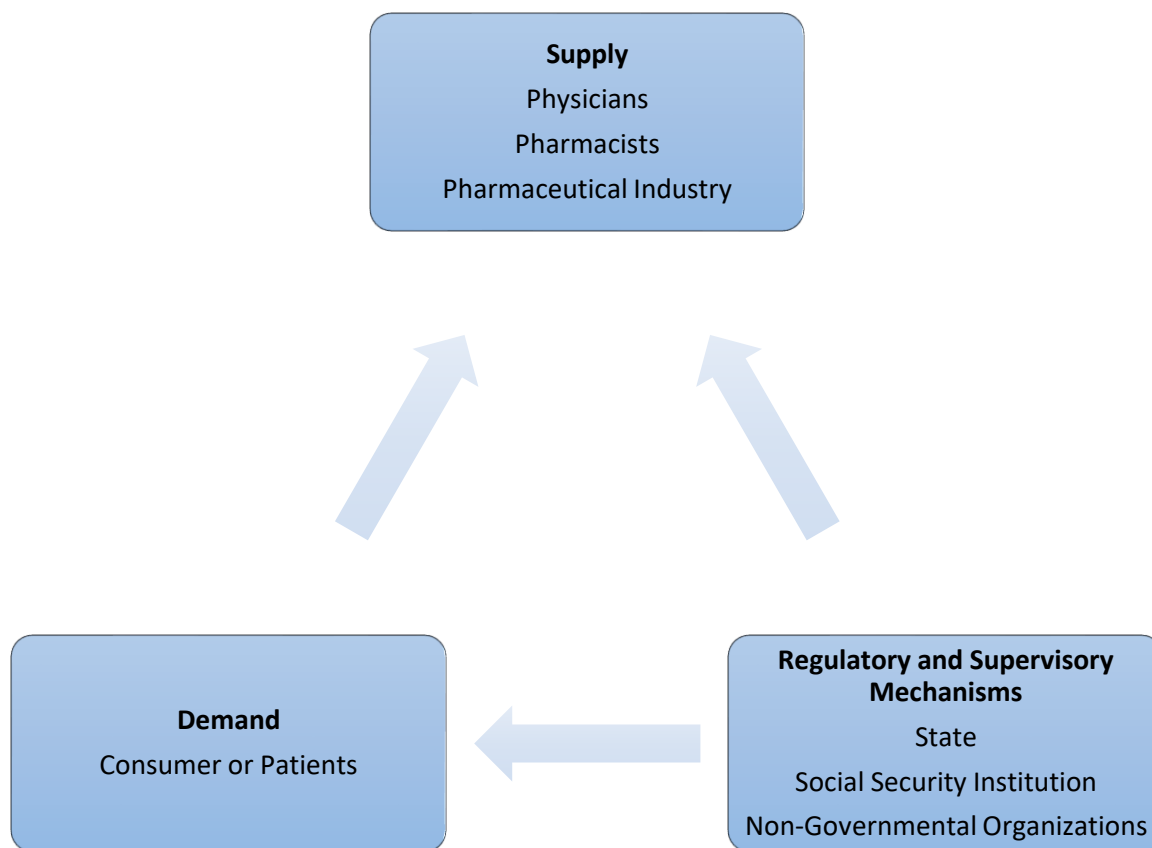 Supply
Physicians
Pharmacists
Pharmaceutical Industry
Demand
Consumer or Patients
Regulatory and Supervisory
Mechanisms
State
Social Security Institution
Non-Governmental Organizations